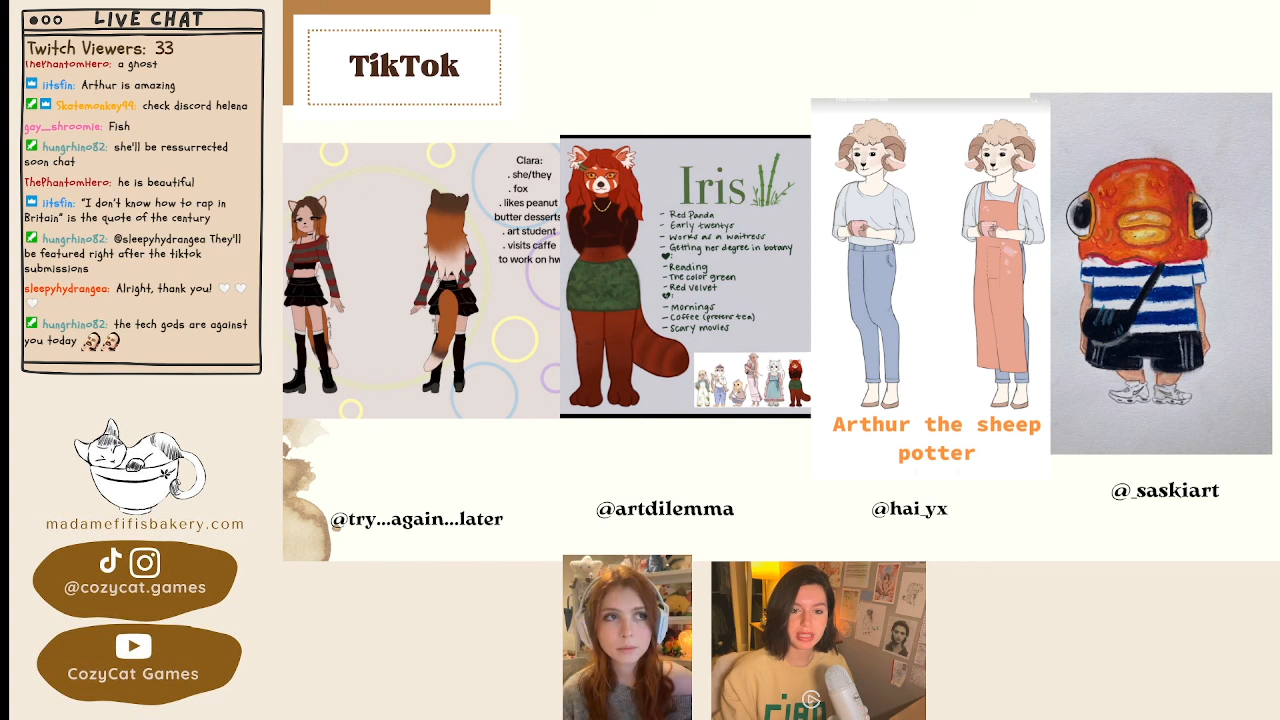 LIVE CHAT
Twitch Viewers: 33
ThePhantomHero: a ghost
iitsfin: Arthur is amazing
Skatemonkey99: check discord helena
gay__shroomie: Fish
hungrhino82: she'll be ressurrected
soon chat
ThePhantomHero: he is beautiful
iitsfin: "I don't know how to rap in
Britain" is the quote of the century
hungrhino82: @sleepyhydrangea They'll
be featured right after the tiktok
submissions
sleepyhydrangea: Alright, thank you!
hungrhino82: the tech gods are against
you today
madamefifisbakery.com
@cozycat.games
CozyCat Games
TikTok
Clara:
. she/they
. fox
. likes peanut
butter desserts
. art student
. visits caffe
to work on hw
Iris
- Red Panda
- Early twentys
- Works as a waitress
- Getting her degree in botany
♥:
- Reading
- The color green
- Red velvet
- Mornings
- Coffee (prefers tea)
- Scary movies
Arthur the sheep
potter
@try...again...later
@artdilemma
@hai_yx
@_saskiart